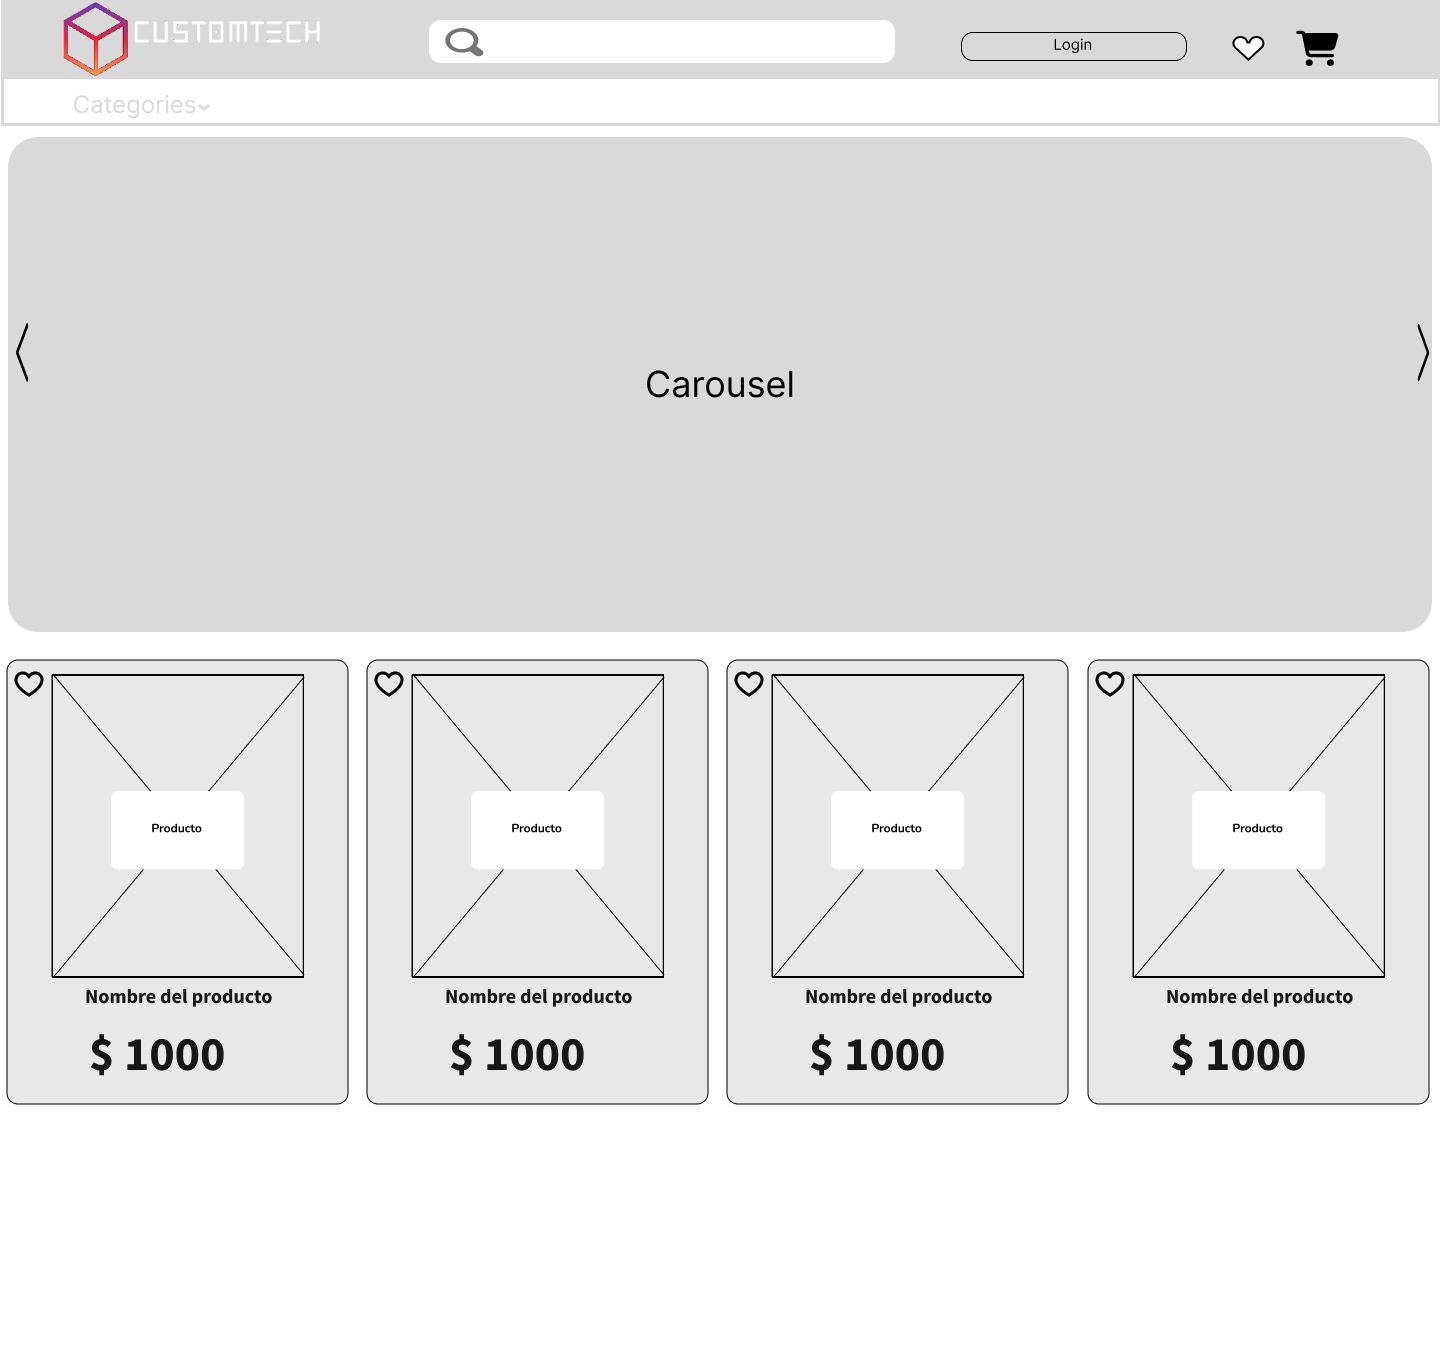 CUSTOMTECH
Login
Categories
Carousel
Producto
Producto
Producto
Producto
Nombre del producto
Nombre del producto
Nombre del producto
Nombre del producto
$ 1000
$ 1000
$ 1000
$ 1000